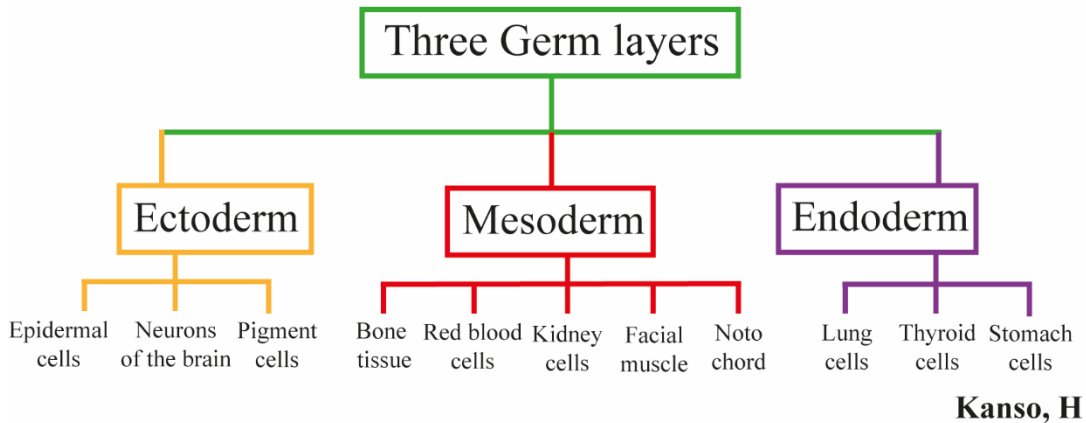 Three Germ layers
Ectoderm
Mesoderm
Endoderm
Epidermal
cells
Neurons
of the brain
Pigment
cells
Bone
tissue
Red blood
cells
Kidney
cells
Facial
muscle
Noto
chord
Lung
cells
Thyroid
cells
Stomach
cells
Kanso, H